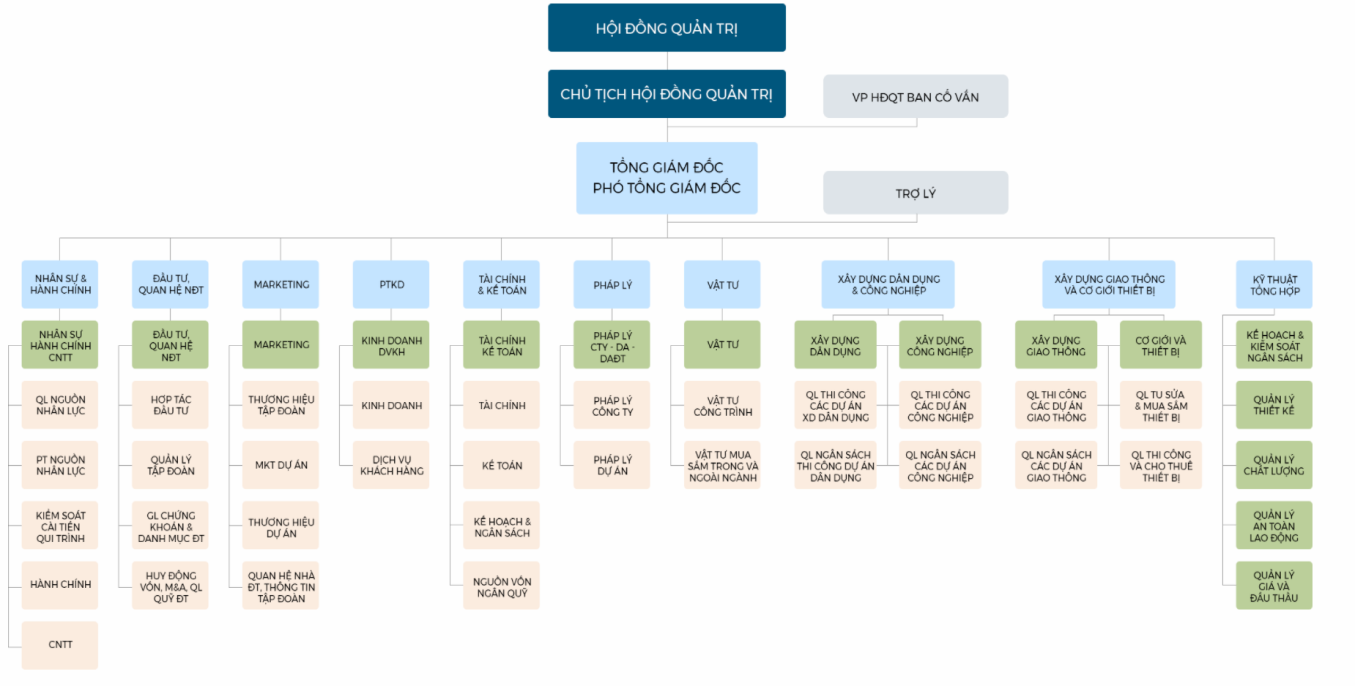 HỘI ĐỒNG QUẢN TRỊ
CHỦ TỊCH HỘI ĐỒNG QUẢN TRỊ
VP HĐQT BAN CỐ VẤN
TỔNG GIÁM ĐỐC
PHÓ TỔNG GIÁM ĐỐC
TRỢ LÝ
NHÂN SỰ &
HÀNH CHÍNH
ĐẦU TƯ,
QUAN HỆ NĐT
MARKETING
PTKD
TÀI CHÍNH
& KẾ TOÁN
PHÁP LÝ
VẬT TƯ
XÂY DỰNG DÂN DỤNG
& CÔNG NGHIỆP
XÂY DỰNG GIAO THÔNG
VÀ CƠ GIỚI THIẾT BỊ
KỸ THUẬT
TỔNG HỢP
NHÂN SỰ
HÀNH CHÍNH
CNTT
ĐẦU TƯ,
QUAN HỆ
NĐT
MARKETING
KINH DOANH
DVKH
TÀI CHÍNH
KẾ TOÁN
PHÁP LÝ
CTY - DA -
DAĐT
VẬT TƯ
XÂY DỰNG
DÂN DỤNG
XÂY DỰNG
CÔNG NGHIỆP
XÂY DỰNG
GIAO THÔNG
CƠ GIỚI VÀ
THIẾT BỊ
KẾ HOẠCH &
KIỂM SOÁT
NGÂN SÁCH
QL NGUỒN
NHÂN LỰC
HỢP TÁC
ĐẦU TƯ
THƯƠNG HIỆU
TẬP ĐOÀN
KINH DOANH
TÀI CHÍNH
PHÁP LÝ
CÔNG TY
VẬT TƯ
CÔNG TRÌNH
QL THI CÔNG
CÁC DỰ ÁN
XD DÂN DỤNG
QL THI CÔNG
CÁC DỰ ÁN
CÔNG NGHIỆP
QL THI CÔNG
CÁC DỰ ÁN
GIAO THÔNG
QL TU SỬA
& MUA SẮM
THIẾT BỊ
QUẢN LÝ
THIẾT KẾ
PT NGUỒN
NHÂN LỰC
QUẢN LÝ
TẬP ĐOÀN
MKT DỰ ÁN
DỊCH VỤ
KHÁCH HÀNG
KẾ TOÁN
PHÁP LÝ
DỰ ÁN
VẬT TƯ MUA
SẮM TRONG VÀ
NGOÀI NGÀNH
QL NGÂN SÁCH
THI CÔNG DỰ ÁN
DÂN DỤNG
QL NGÂN SÁCH
CÁC DỰ ÁN
CÔNG NGHIỆP
QL NGÂN SÁCH
CÁC DỰ ÁN
GIAO THÔNG
QL THI CÔNG
VÀ CHO THUÊ
THIẾT BỊ
QUẢN LÝ
CHẤT LƯỢNG
KIỂM SOÁT
CẢI TIẾN
QUI TRÌNH
GL CHỨNG
KHOÁN &
DANH MỤC ĐT
THƯƠNG HIỆU
DỰ ÁN
KẾ HOẠCH &
NGÂN SÁCH
QUẢN LÝ
AN TOÀN
LAO ĐỘNG
HÀNH CHÍNH
HUY ĐỘNG
VỐN, M&A, QL
QUỸ ĐT
QUAN HỆ NHÀ
ĐT, THÔNG TIN
TẬP ĐOÀN
NGUỒN VỐN
NGÂN QUỸ
QUẢN LÝ
GIÁ VÀ
ĐẤU THẦU
CNTT